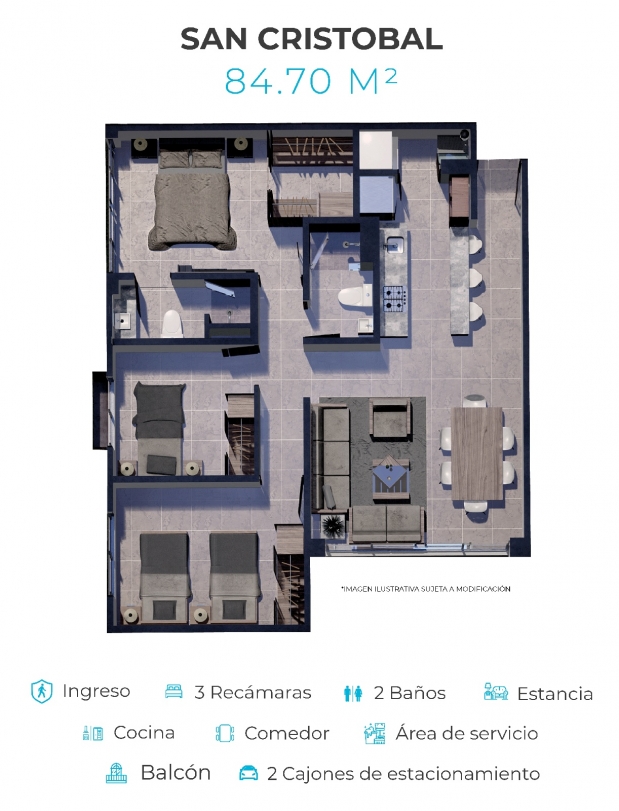 SAN CRISTOBAL
84.70 M²
*IMAGEN ILUSTRATIVA SUJETA A MODIFICACIÓN
Ingreso 3 Recámaras 2 Baños Estancia
Cocina Comedor Área de servicio
Balcón 2 Cajones de estacionamiento